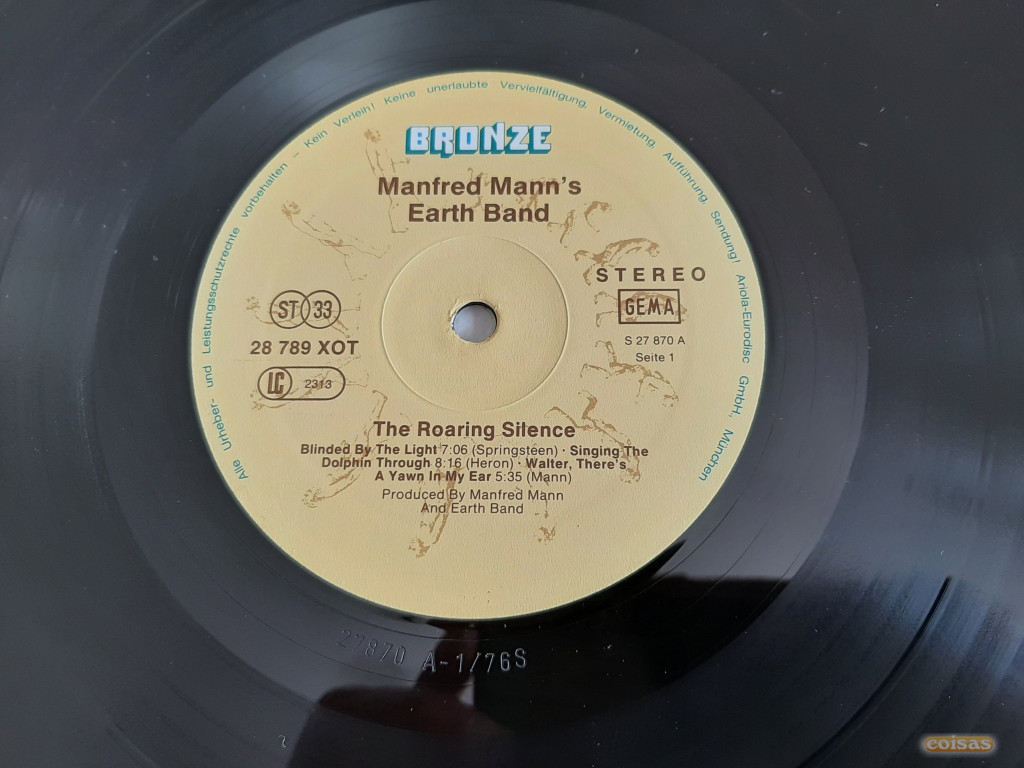 Alle Urheber- und Leistungsschutzrechte vorbehalten – Kein Verleih! Keine unerlaubte Vervielfältigung, Vermietung, Aufführung, Sendung! Ariola-Eurodisc GmbH, München
BRONZE
Manfred Mann's
Earth Band
STEREO
ST 33
GEMA
28 789 XOT
S 27 870 A
Seite 1
LC 2313
The Roaring Silence
Blinded By The Light 7:06 (Springsteen) · Singing The
Dolphin Through 8:16 (Heron) · Walter, There's
A Yawn In My Ear 5:35 (Mann)
Produced By Manfred Mann
And Earth Band
27870 A-1/76S
coisas